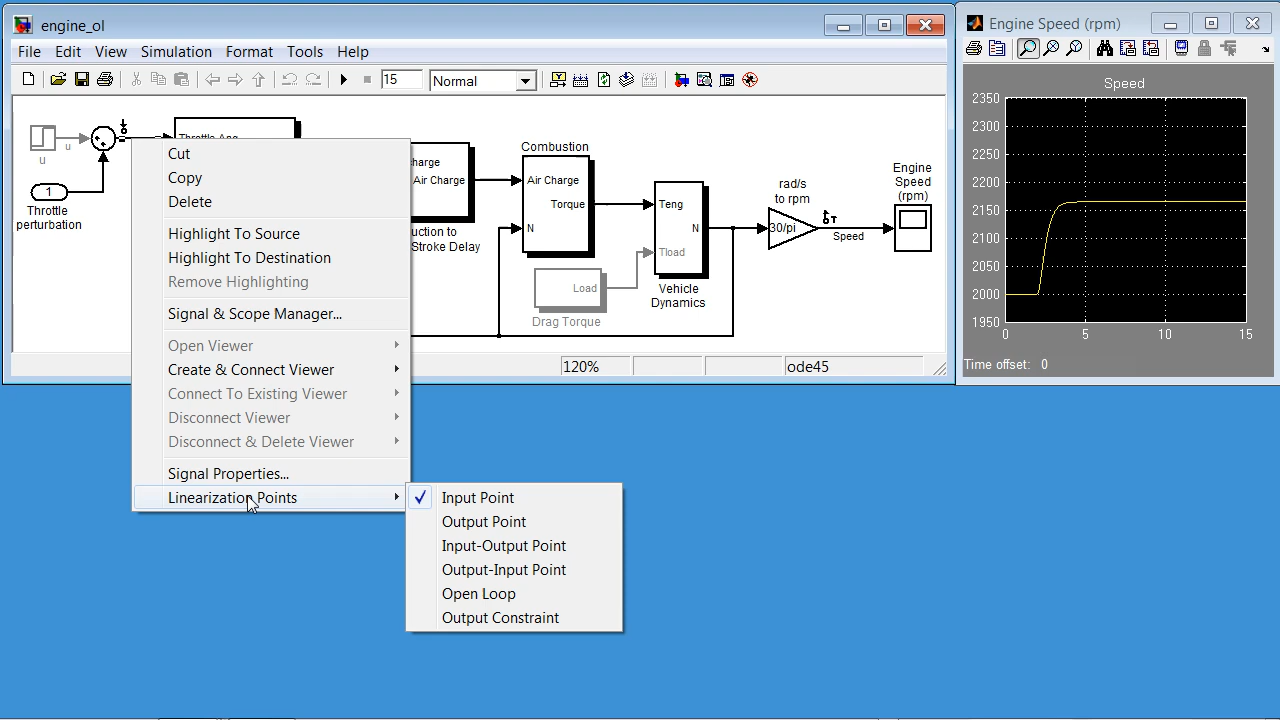 engine_ol
File Edit View Simulation Format Tools Help
15 Normal
u
u
1
Throttle
perturbation
Throttle Ang.
Cut
Copy
Delete
Highlight To Source
Highlight To Destination
Remove Highlighting
Signal & Scope Manager...
Open Viewer
Create & Connect Viewer
Connect To Existing Viewer
Disconnect Viewer
Disconnect & Delete Viewer
Signal Properties...
Linearization Points
Input Point
Output Point
Input-Output Point
Output-Input Point
Open Loop
Output Constraint
charge
Air Charge
uction to
Stroke Delay
Combustion
Air Charge
Torque
N
Load
Drag Torque
Teng
N
Tload
Vehicle
Dynamics
rad/s
to rpm
30/pi
Speed
Engine
Speed
(rpm)
120%
ode45
Engine Speed (rpm)
Speed
2350
2300
2250
2200
2150
2100
2050
2000
1950
0 5 10 15
Time offset: 0